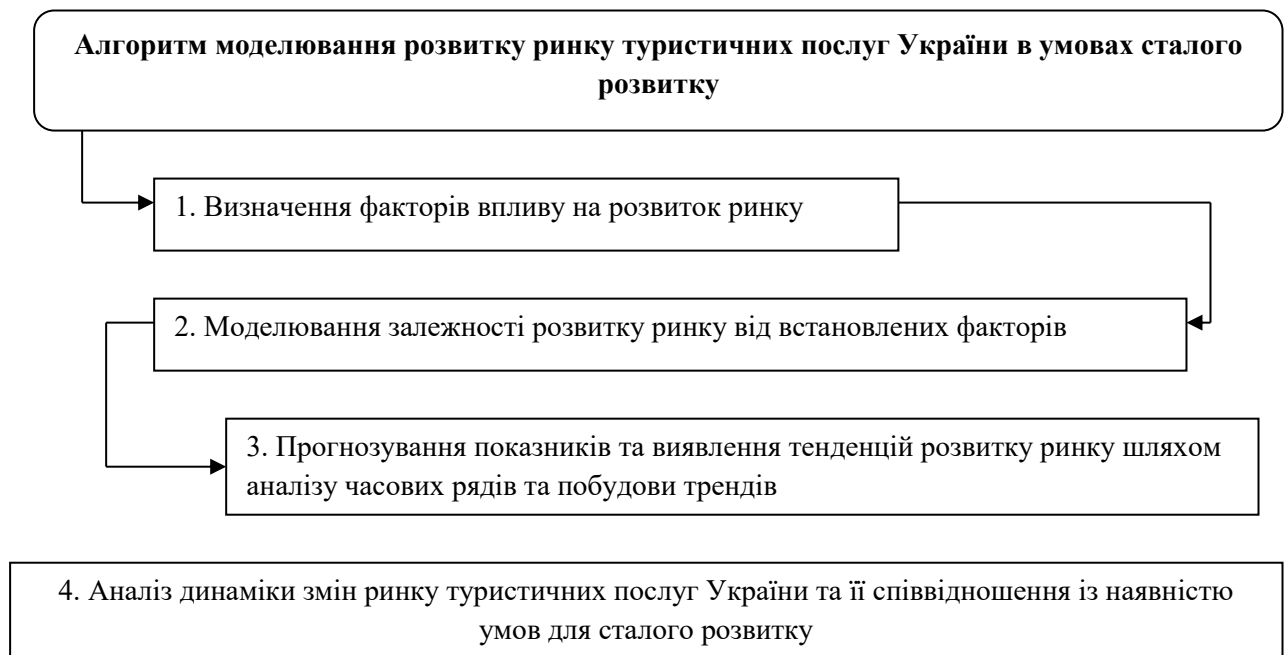 Алгоритм моделювання розвитку ринку туристичних послуг України в умовах сталого
розвитку
1. Визначення факторів впливу на розвиток ринку
2. Моделювання залежності розвитку ринку від встановлених факторів
3. Прогнозування показників та виявлення тенденцій розвитку ринку шляхом
аналізу часових рядів та побудови трендів
4. Аналіз динаміки змін ринку туристичних послуг України та її співвідношення із наявністю
умов для сталого розвитку